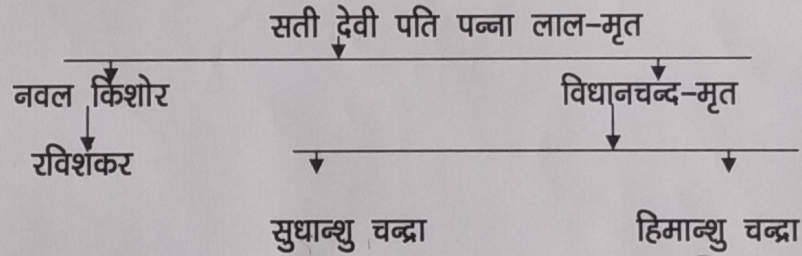 सती देवी पति पन्ना लाल-मृत
नवल किशोर विधानचन्द-मृत
रविशंकर
सुधान्शु चन्द्रा हिमान्शु चन्द्रा